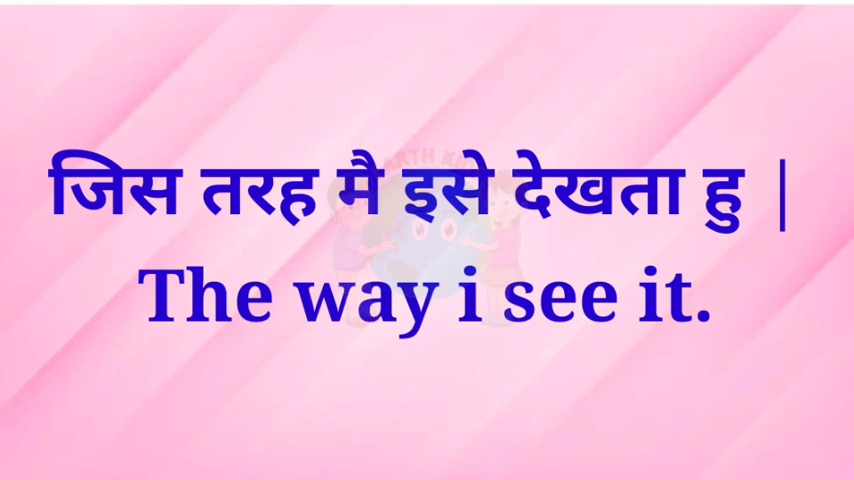 जिस तरह मै इसे देखता हु |
The way i see it.